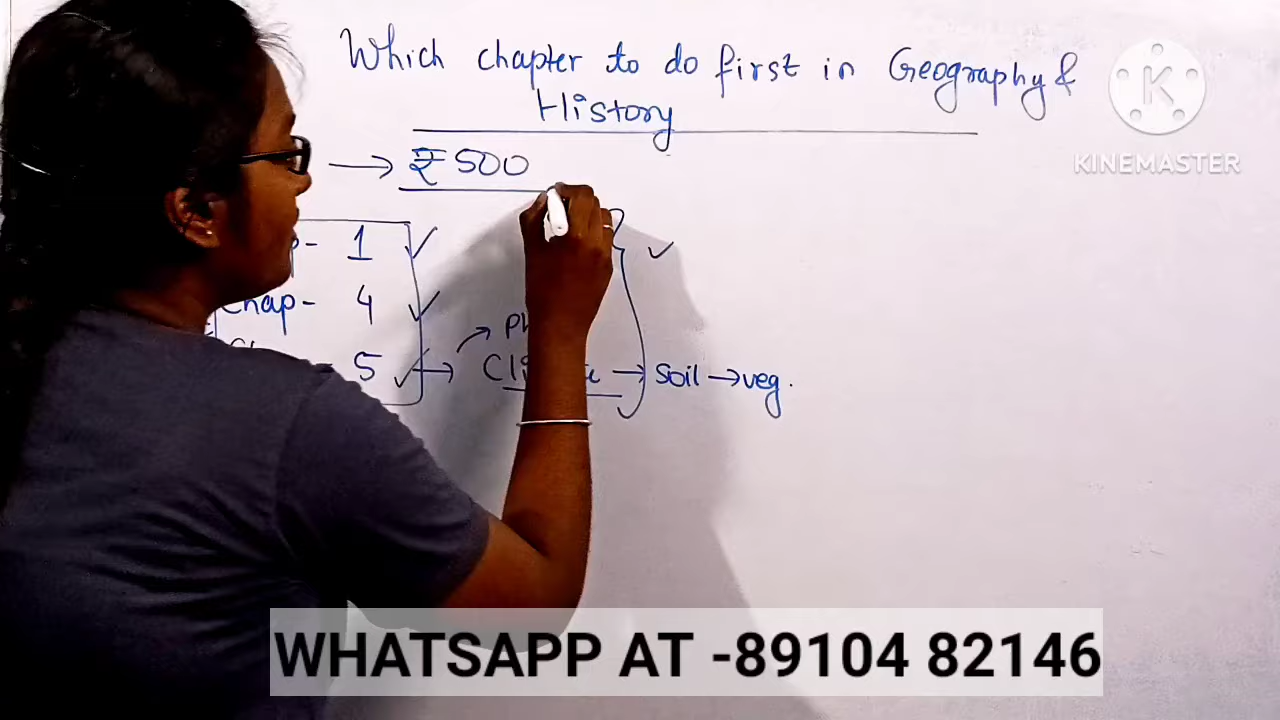 Which chapter to do first in Geography &
History
→ ₹500
- 1 ✓
Chap- 4 ✓
5 ✓ → → soil → veg.
KINEMASTER
WHATSAPP AT -89104 82146